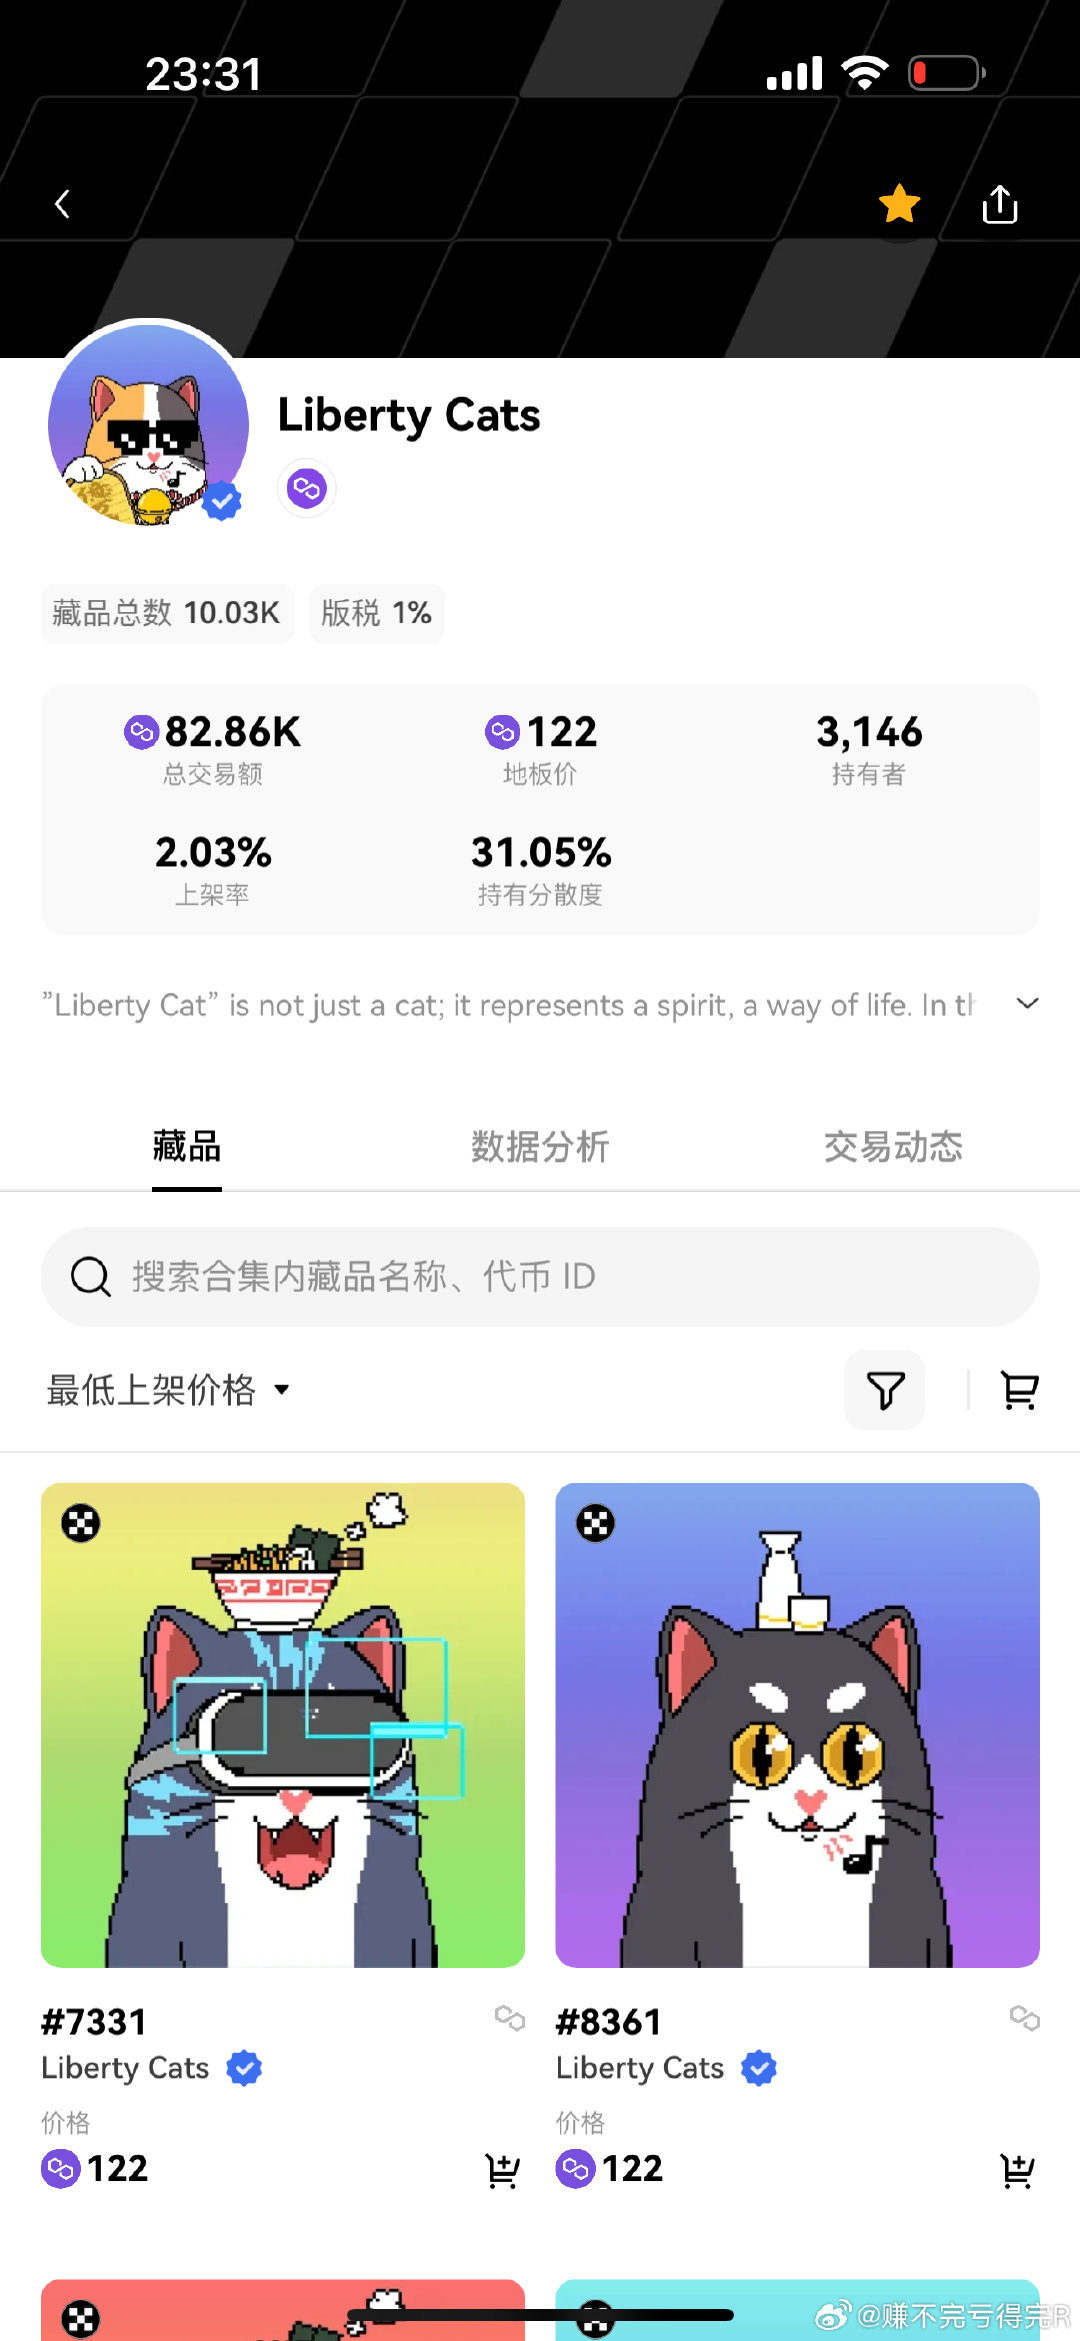 23:31
Liberty Cats
藏品总数 10.03K 版税 1%
82.86K 122 3,146
总交易额 地板价 持有者
2.03% 31.05%
上架率 持有分散度
”Liberty Cat” is not just a cat; it represents a spirit, a way of life. In th
藏品 数据分析 交易动态
搜索合集内藏品名称、代币 ID
最低上架价格
#7331 #8361
Liberty Cats Liberty Cats
价格 价格
122 122
@赚不完亏得完R